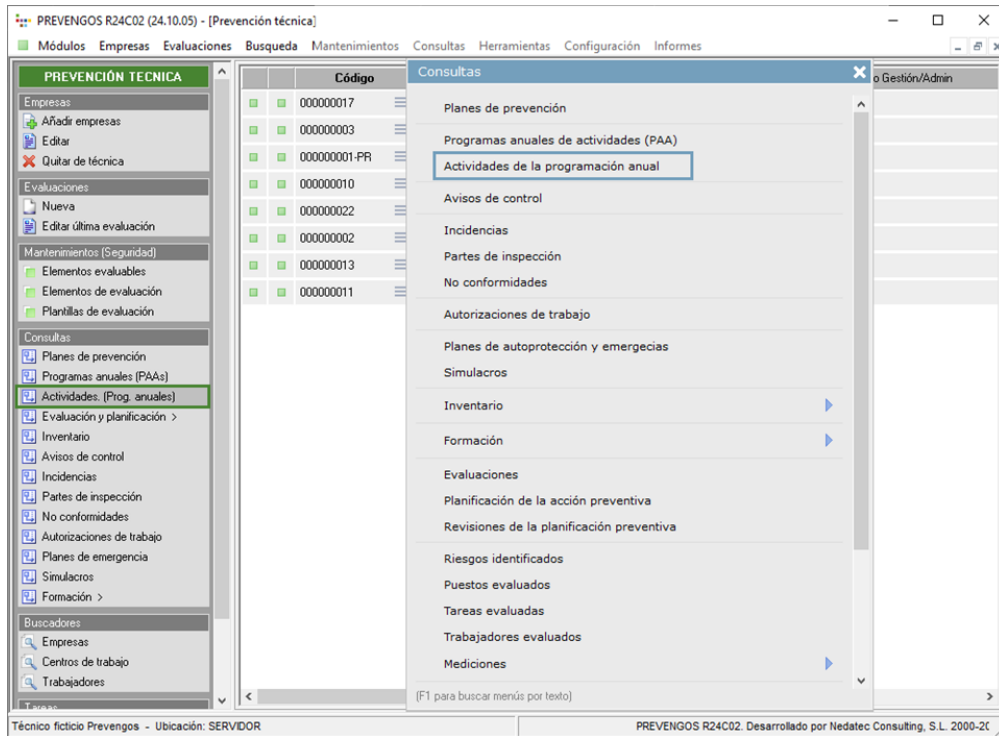 PREVENGOS R24C02 (24.10.05) - [Prevención técnica]
Módulos Empresas Evaluaciones Busqueda Mantenimientos Consultas Herramientas Configuración Informes
PREVENCIÓN TECNICA
Empresas
Añadir empresas
Editar
Quitar de técnica
Evaluaciones
Nueva
Editar última evaluación
Mantenimientos (Seguridad)
Elementos evaluables
Elementos de evaluación
Plantillas de evaluación
Consultas
Planes de prevención
Programas anuales (PAAs)
Actividades. (Prog. anuales)
Evaluación y planificación >
Inventario
Avisos de control
Incidencias
Partes de inspección
No conformidades
Autorizaciones de trabajo
Planes de emergencia
Simulacros
Formación >
Buscadores
Empresas
Centros de trabajo
Trabajadores
Tareas
Código
000000017
000000003
000000001-PR
000000010
000000022
000000002
000000013
000000011
o Gestión/Admin
Consultas
Planes de prevención
Programas anuales de actividades (PAA)
Actividades de la programación anual
Avisos de control
Incidencias
Partes de inspección
No conformidades
Autorizaciones de trabajo
Planes de autoprotección y emergecias
Simulacros
Inventario
Formación
Evaluaciones
Planificación de la acción preventiva
Revisiones de la planificación preventiva
Riesgos identificados
Puestos evaluados
Tareas evaluadas
Trabajadores evaluados
Mediciones
(F1 para buscar menús por texto)
Técnico ficticio Prevengos - Ubicación: SERVIDOR
PREVENGOS R24C02. Desarrollado por Nedatec Consulting, S.L. 2000-20